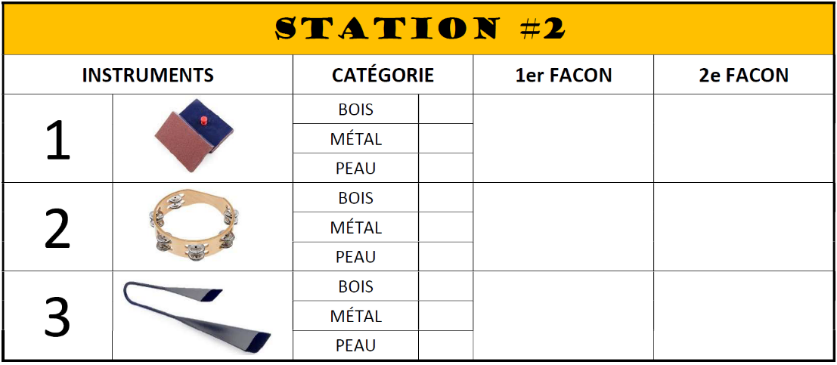 STATION #2
INSTRUMENTS CATÉGORIE 1er FACON 2e FACON
1
BOIS
MÉTAL
PEAU
2
BOIS
MÉTAL
PEAU
3
BOIS
MÉTAL
PEAU